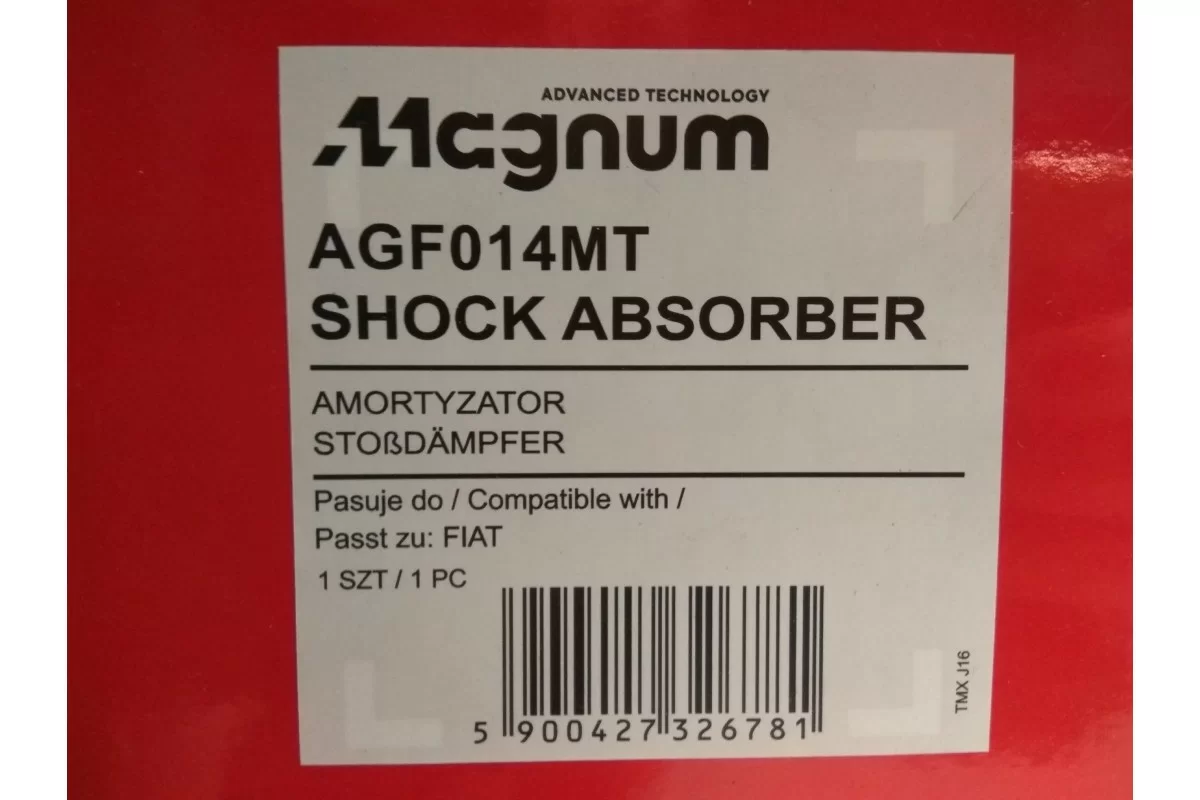 ADVANCED TECHNOLOGY
Magnum
AGF014MT
SHOCK ABSORBER
AMORTYZATOR
STOßDÄMPFER
Pasuje do / Compatible with /
Passt zu: FIAT
1 SZT / 1 PC
5 900427 326781
TMX J16